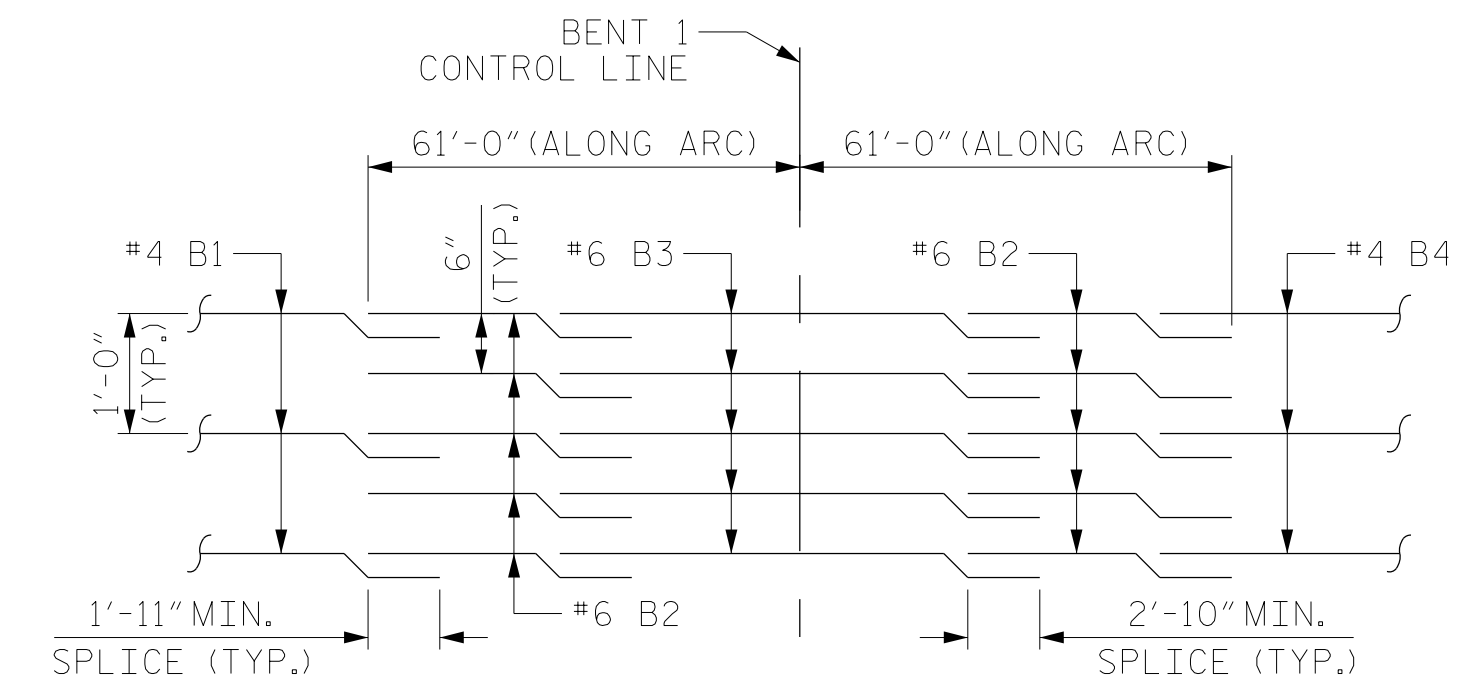 BENT 1
CONTROL LINE
61'-0" (ALONG ARC)
61'-0" (ALONG ARC)
#4 B1
6"
(TYP.)
#6 B3
#6 B2
#4 B4
1'-0"
(TYP.)
1'-11" MIN.
SPLICE (TYP.)
#6 B2
2'-10" MIN.
SPLICE (TYP.)